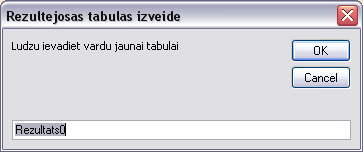 Rezultejosas tabulas izveide
Ludzu ievadiet vardu jaunai tabulai
OK
Cancel
Rezultats0